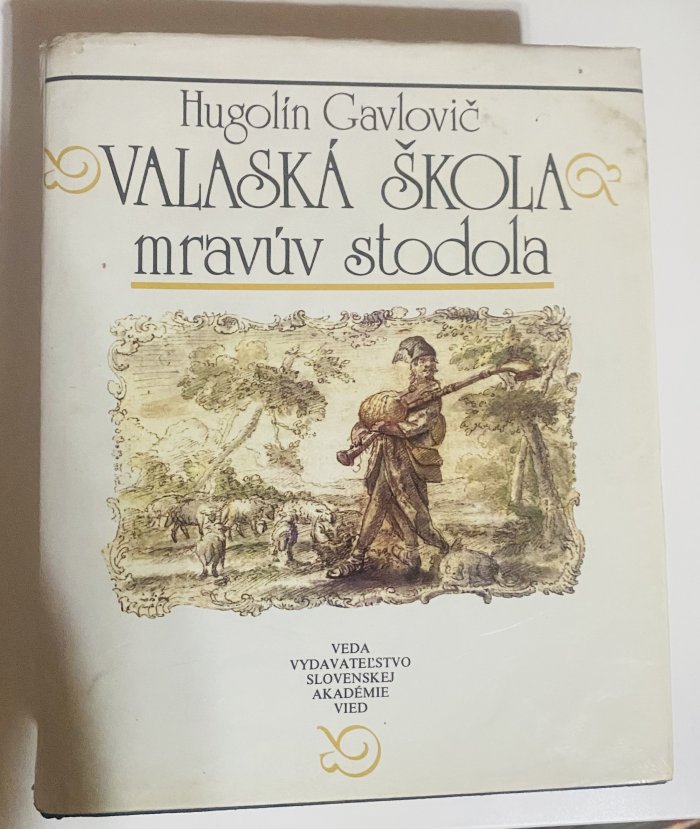 Hugolín Gavlovič
VALASKÁ ŠKOLA
mravúv stodola
VEDA
VYDAVATEĽSTVO
SLOVENSKEJ
AKADÉMIE
VIED